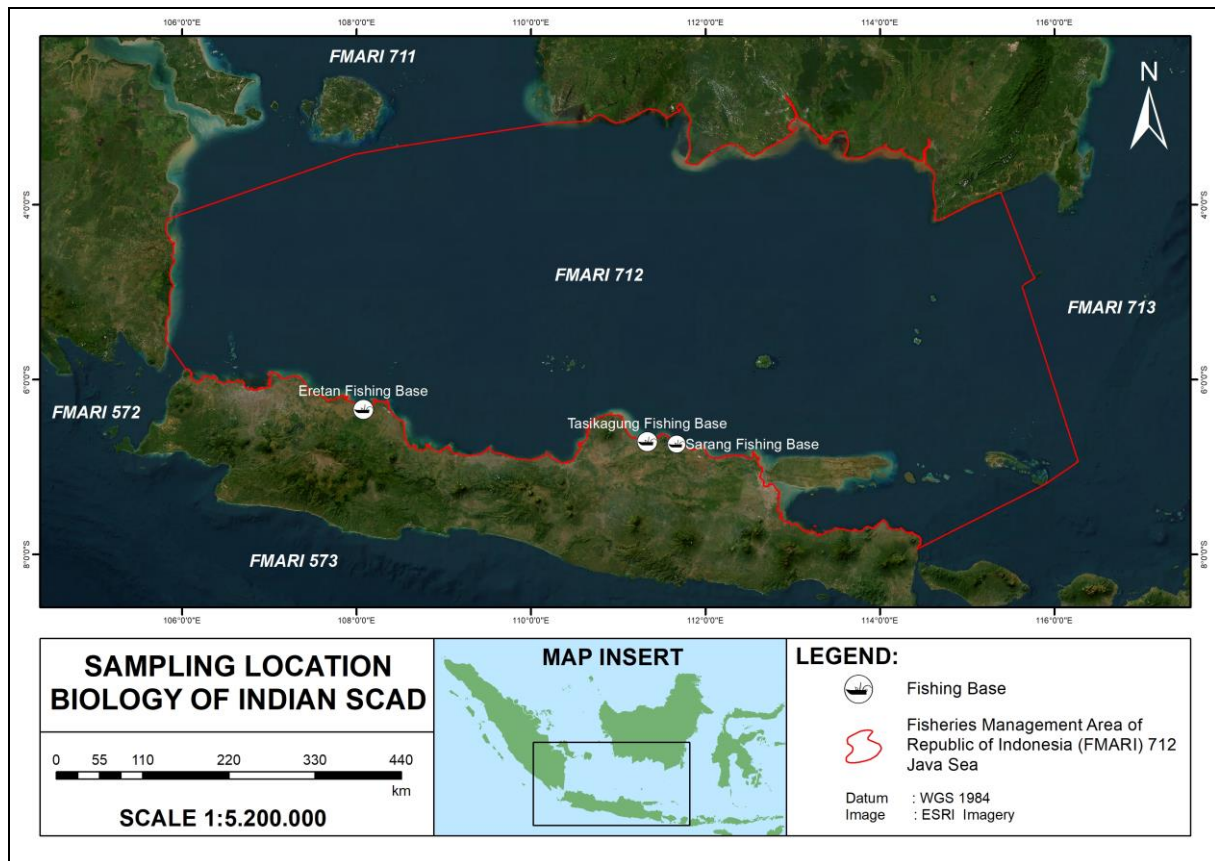 106°0'0"E 108°0'0"E 110°0'0"E 112°0'0"E 114°0'0"E 116°0'0"E
FMARI 711
N
4°0'0"S 4°0'0"S
FMARI 712
FMARI 713
6°0'0"S 6°0'0"S
Eretan Fishing Base
FMARI 572
Tasikagung Fishing Base
Sarang Fishing Base
FMARI 573
8°0'0"S 8°0'0"S
106°0'0"E 108°0'0"E 110°0'0"E 112°0'0"E 114°0'0"E 116°0'0"E
SAMPLING LOCATION
BIOLOGY OF INDIAN SCAD
0 55 110 220 330 440
km
SCALE 1:5.200.000
MAP INSERT
LEGEND:
Fishing Base
Fisheries Management Area of
Republic of Indonesia (FMARI) 712
Java Sea
Datum : WGS 1984
Image : ESRI Imagery